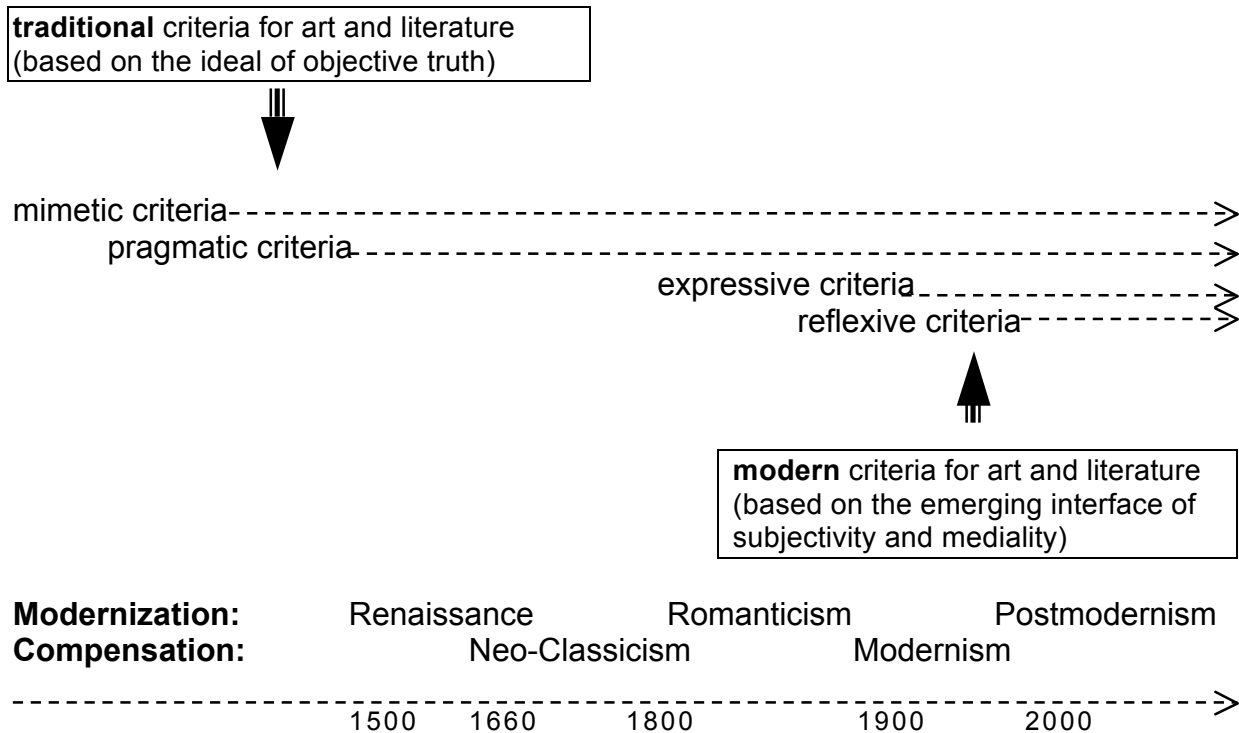 traditional criteria for art and literature
(based on the ideal of objective truth)
mimetic criteria
pragmatic criteria
expressive criteria
reflexive criteria
modern criteria for art and literature
(based on the emerging interface of
subjectivity and mediality)
Modernization: Renaissance Romanticism Postmodernism
Compensation: Neo-Classicism Modernism
1500 1660 1800 1900 2000